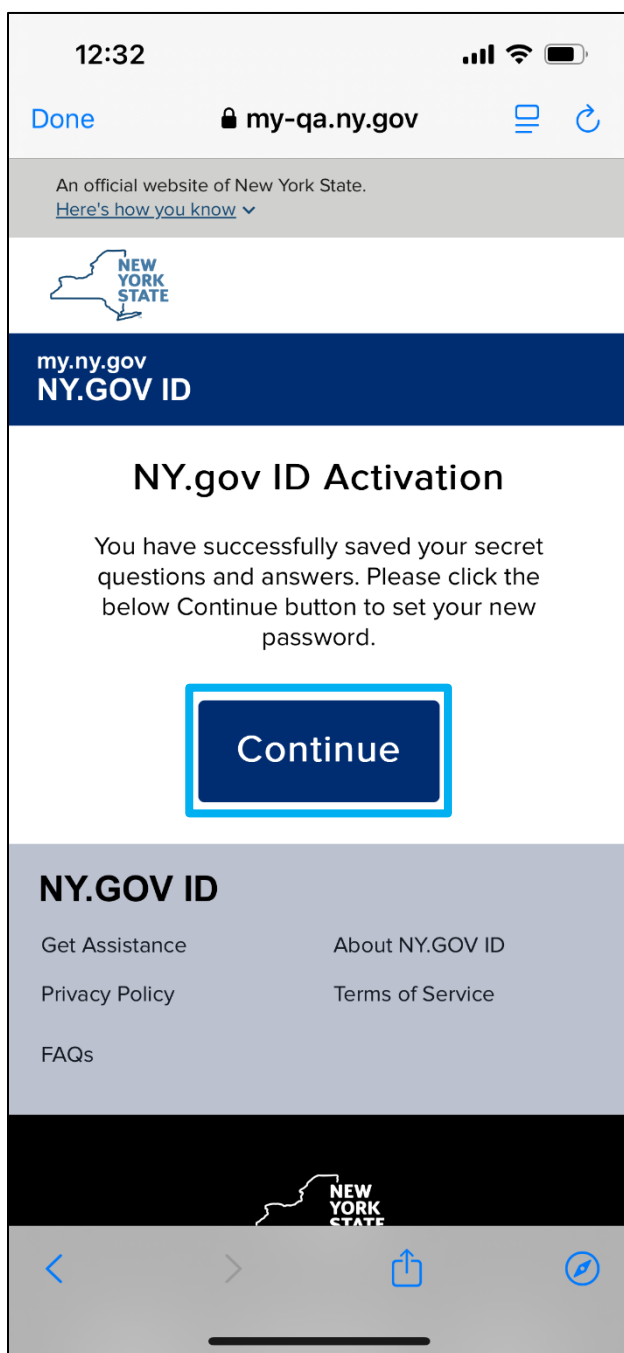 12:32
Done
my-qa.ny.gov
An official website of New York State.
Here's how you know
NEW
YORK
STATE
my.ny.gov
NY.GOV ID
NY.gov ID Activation
You have successfully saved your secret
questions and answers. Please click the
below Continue button to set your new
password.
Continue
NY.GOV ID
Get Assistance
About NY.GOV ID
Privacy Policy
Terms of Service
FAQs
NEW
YORK
STATE